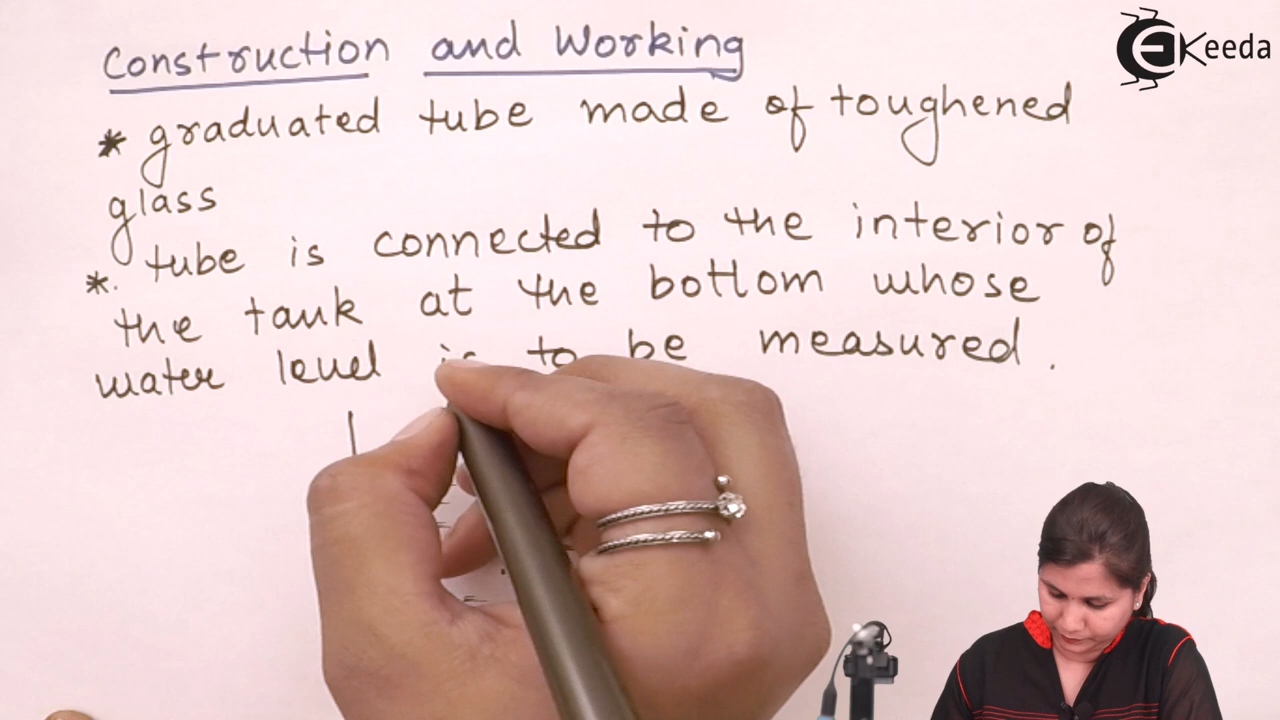 Construction and Working
* graduated tube made of toughened
glass
*. tube is connected to the interior of
the tank at the bottom whose
water level is to be measured.
EKeeda